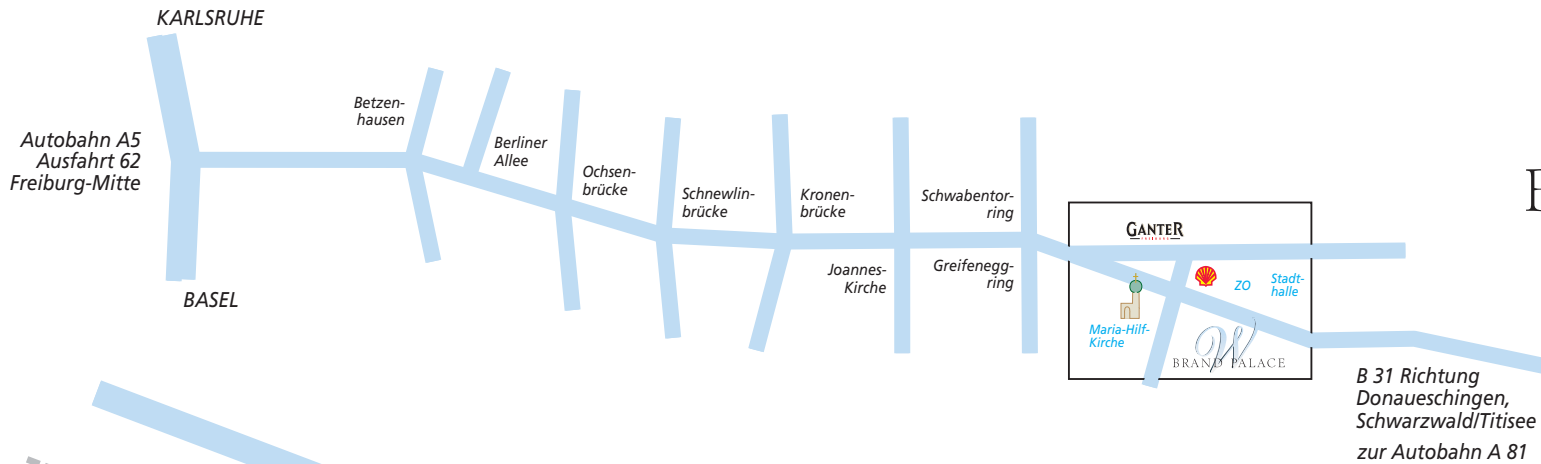 KARLSRUHE
Autobahn A5
Ausfahrt 62
Freiburg-Mitte
BASEL
Betzen-
hausen
Berliner
Allee
Ochsen-
brücke
Schnewlin-
brücke
Kronen-
brücke
Joannes-
Kirche
Schwabentor-
ring
Greifenegg-
ring
GANTER
FREIBURG
ZO
Stadt-
halle
Maria-Hilf-
Kirche
W
BRAND PALACE
B 31 Richtung
Donaueschingen,
Schwarzwald/Titisee
zur Autobahn A 81